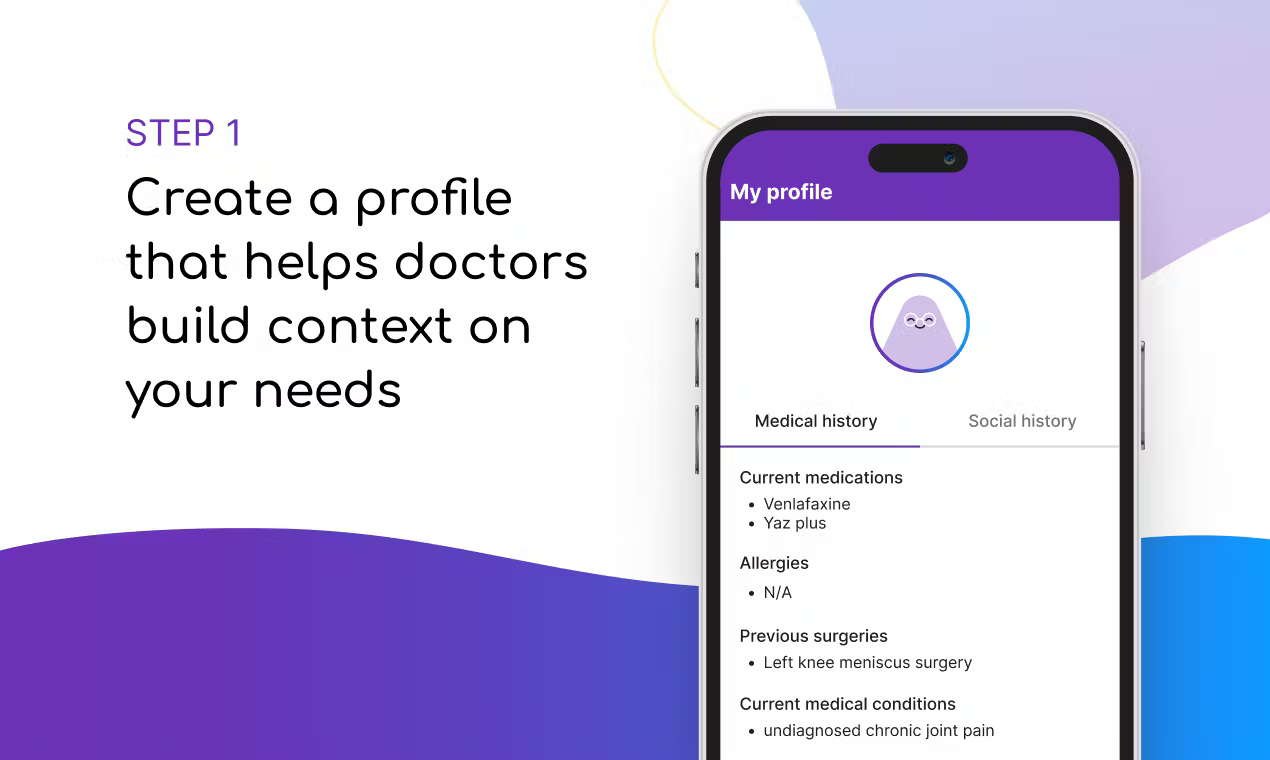 STEP 1
Create a profile
that helps doctors
build context on
your needs
My profile
Medical history
Social history
Current medications
• Venlafaxine
• Yaz plus
Allergies
• N/A
Previous surgeries
• Left knee meniscus surgery
Current medical conditions
• undiagnosed chronic joint pain